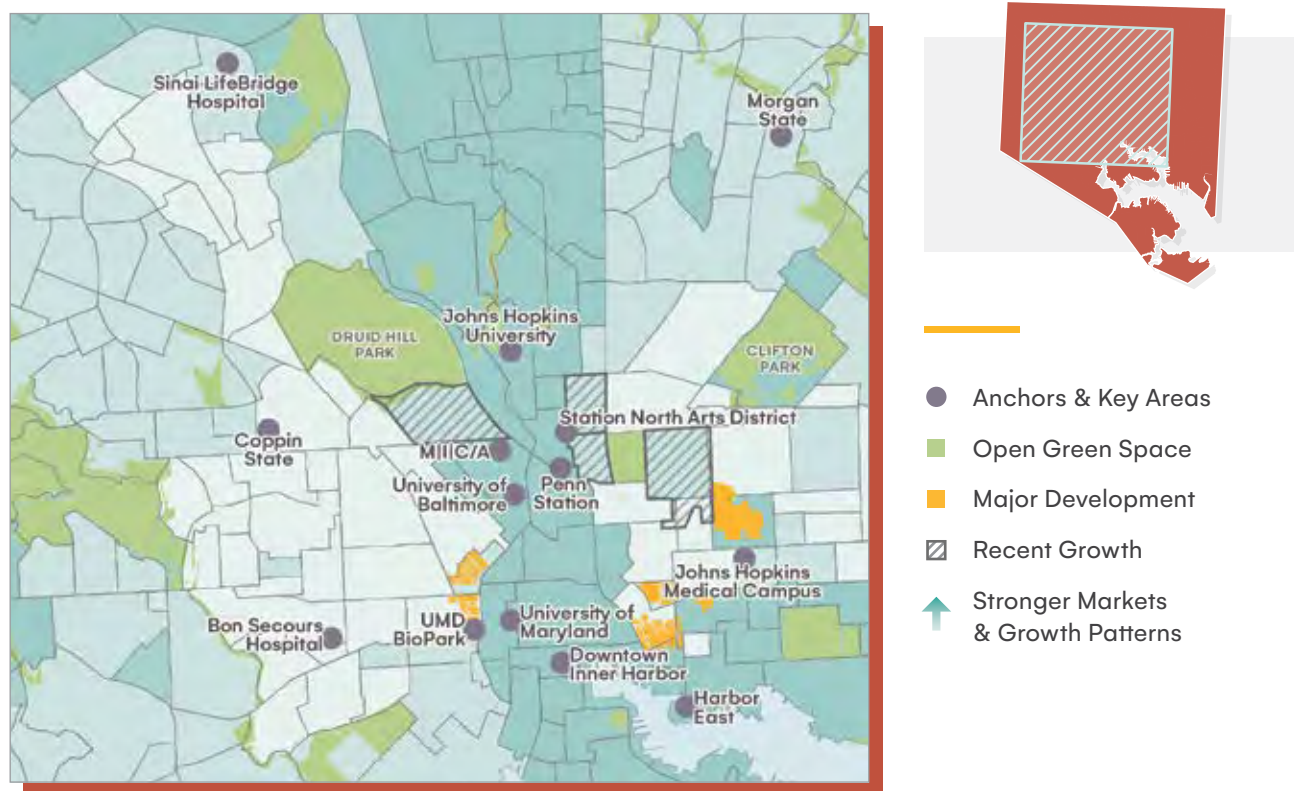 Sinai LifeBridge
Hospital
Morgan
State
Johns Hopkins
University
DRUID HILL
PARK
CLIFTON
PARK
Station North Arts District
Coppin
State
MIIIC/A
University of
Baltimore
Penn
Station
Johns Hopkins
Medical Campus
UMD
BioPark
University of
Maryland
Bon Secours
Hospital
Downtown
Inner Harbor
Harbor
East
Anchors & Key Areas
Open Green Space
Major Development
Recent Growth
Stronger Markets
& Growth Patterns